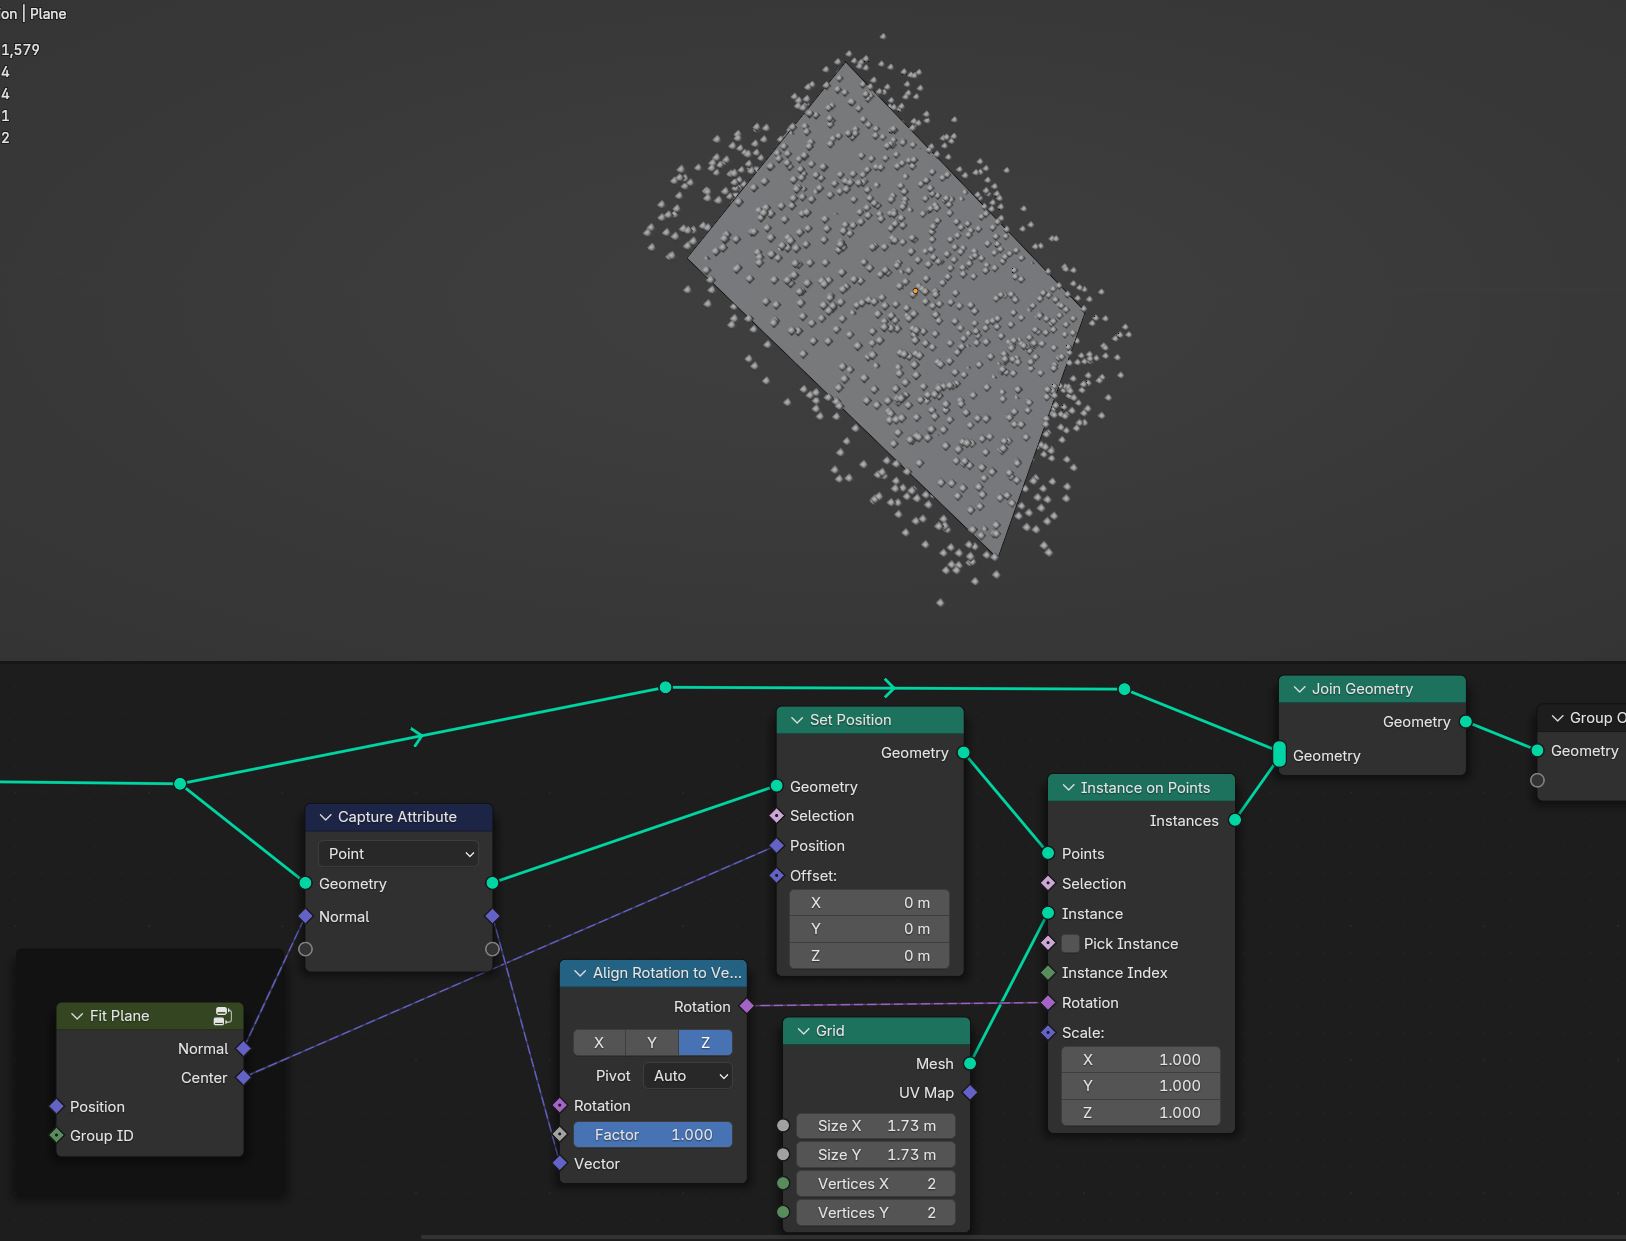 on | Plane
1,579
4
4
1
2
Join Geometry
Geometry
Geometry
Group O
Geometry
Set Position
Geometry
Geometry
Selection
Position
Offset:
X 0 m
Y 0 m
Z 0 m
Instance on Points
Instances
Points
Selection
Instance
Pick Instance
Instance Index
Rotation
Scale:
X 1.000
Y 1.000
Z 1.000
Capture Attribute
Point
Geometry
Normal
Align Rotation to Ve...
Rotation
X Y Z
Pivot Auto
Rotation
Factor 1.000
Vector
Fit Plane
Normal
Center
Position
Group ID
Grid
Mesh
UV Map
Size X 1.73 m
Size Y 1.73 m
Vertices X 2
Vertices Y 2